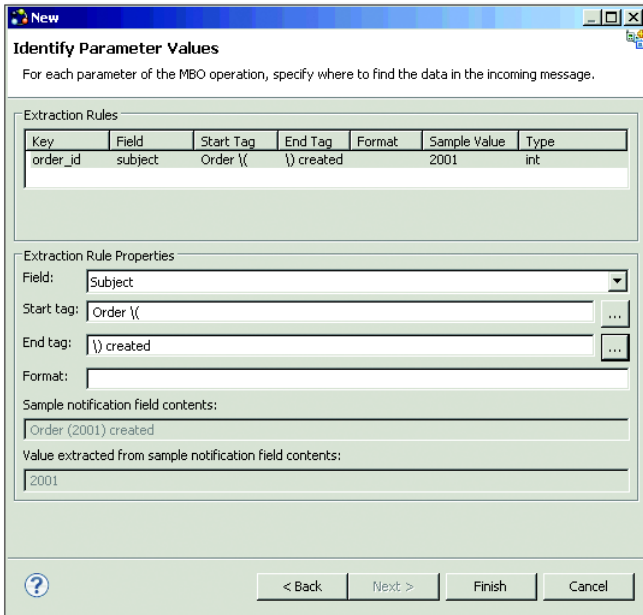 New
Identify Parameter Values
For each parameter of the MBO operation, specify where to find the data in the incoming message.
Extraction Rules
Key Field Start Tag End Tag Format Sample Value Type
order_id subject Order \( \) created 2001 int
Extraction Rule Properties
Field: Subject
Start tag: Order \( ...
End tag: \) created ...
Format:
Sample notification field contents:
Order (2001) created
Value extracted from sample notification field contents:
2001
? < Back Next > Finish Cancel